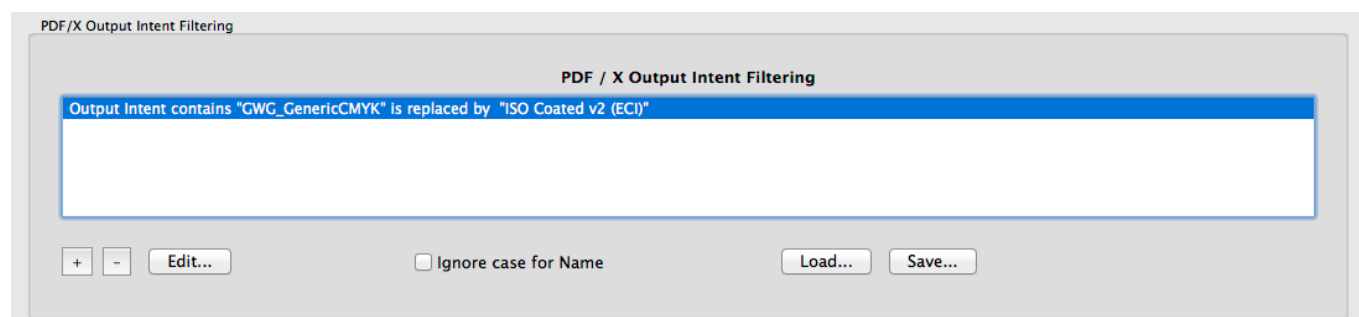 PDF/X Output Intent Filtering
PDF / X Output Intent Filtering
Output Intent contains "GWG_GenericCMYK" is replaced by  "ISO Coated v2 (ECI)"
+ - Edit... Ignore case for Name Load... Save...